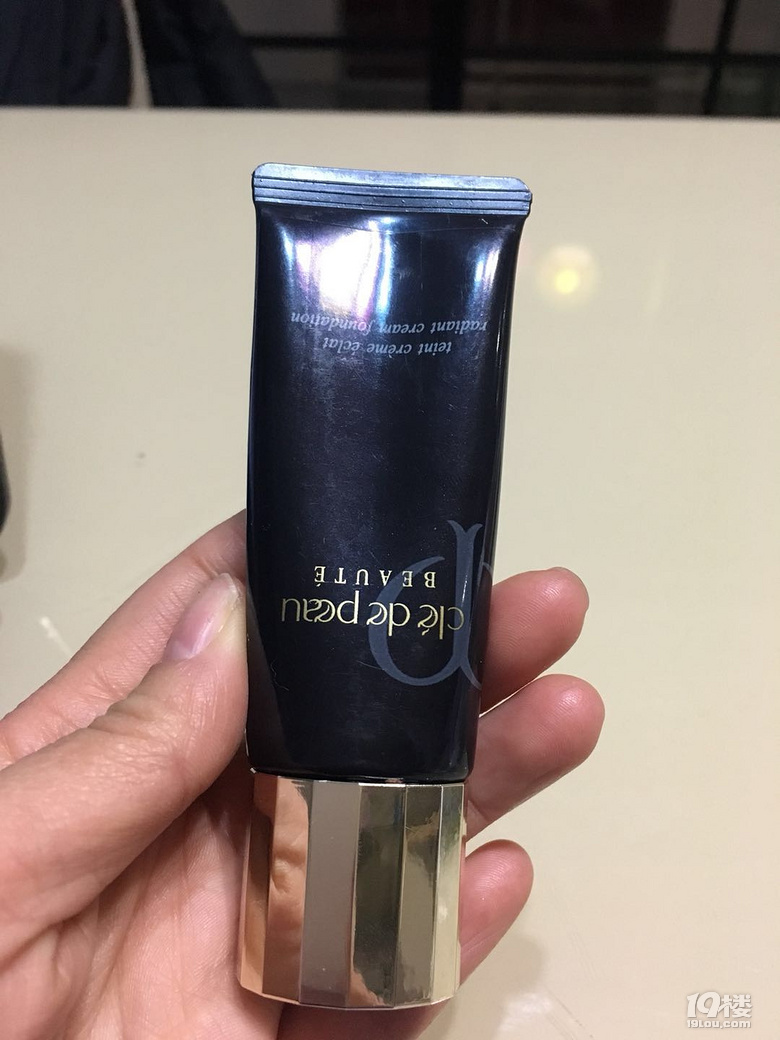 clé de peau
BEAUTÉ
teint crème éclat
radiant cream foundation
19楼
19lou.com